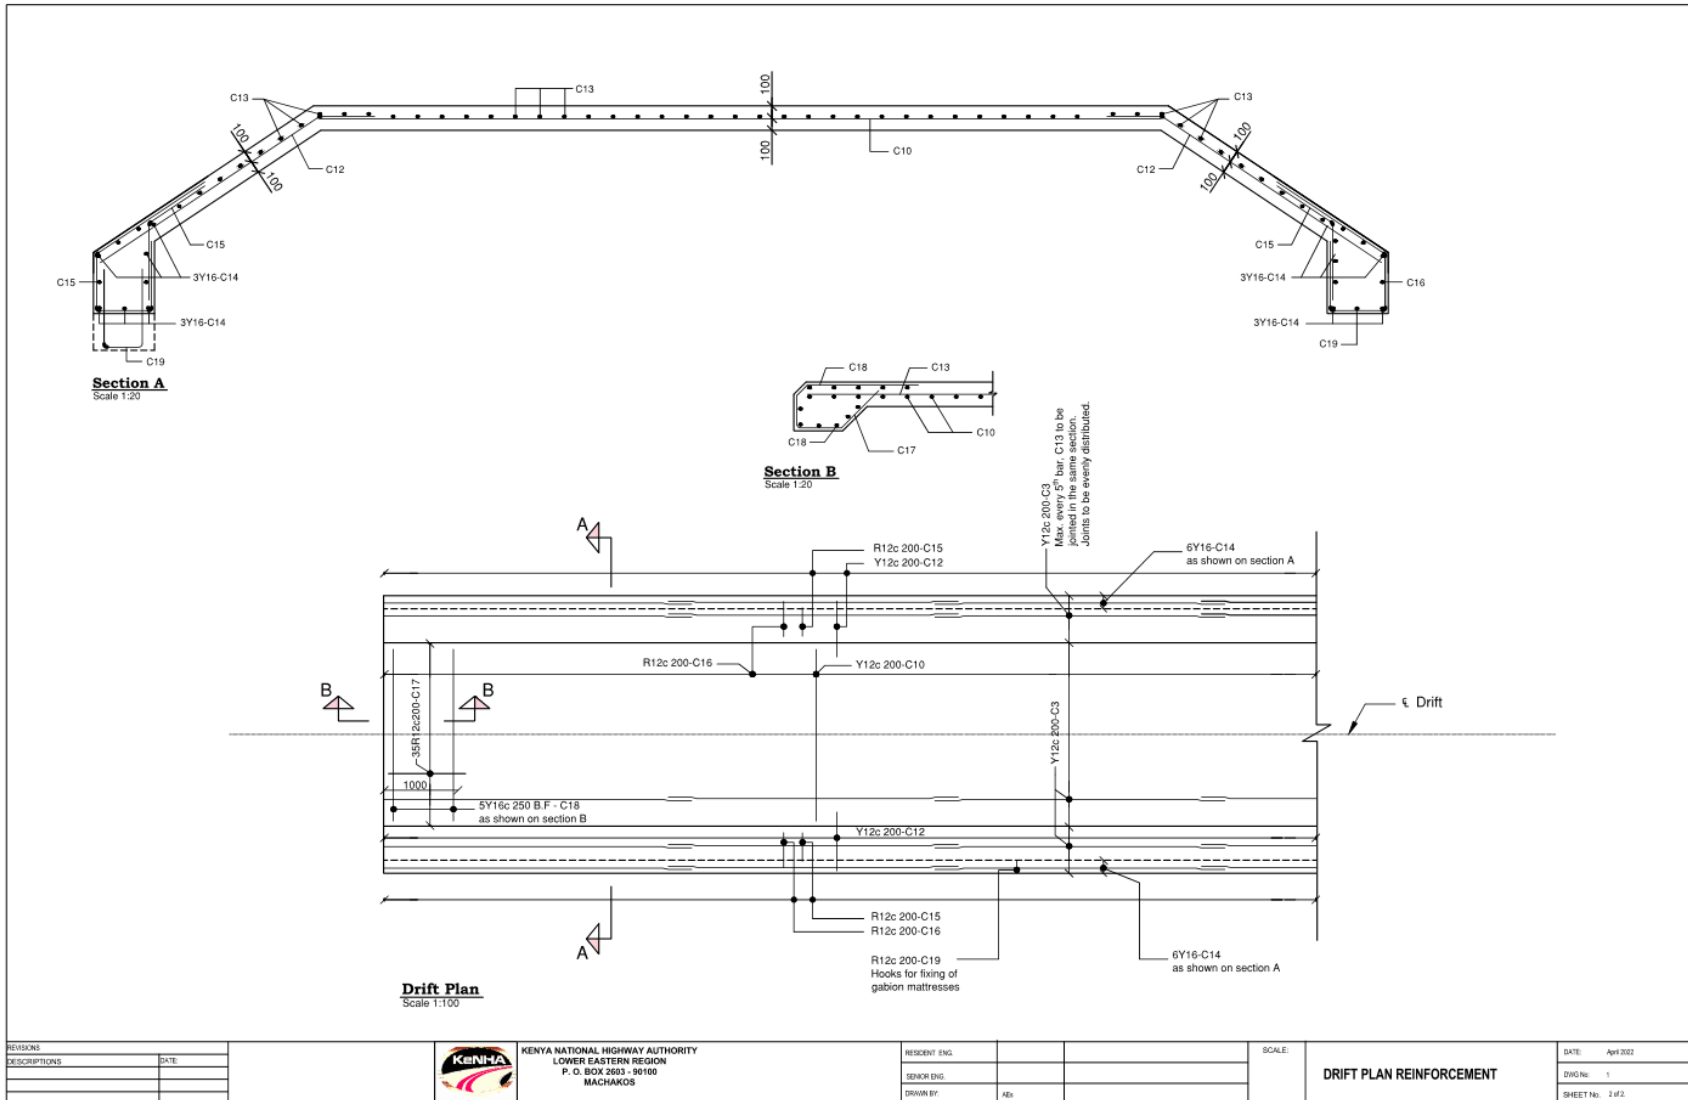 C13
C13
100
C13
C12
100
100
100
100
C10
C12
100
100
C15
C15
3Y16-C14
3Y16-C14
C19
C15
3Y16-C14
C16
3Y16-C14
C19
Section A
Scale 1:20
C18
C13
C18
C17
C10
Section B
Scale 1:20
Y12c 200-C3
Max. every 5th bar, C13 to be
jointed in the same section.
Joints to be evenly distributed.
A
R12c 200-C15
Y12c 200-C12
6Y16-C14
as shown on section A
R12c 200-C16
Y12c 200-C10
B
B
35R12c200-C17
Y12c 200-C3
℄ Drift
1000
5Y16c 250 B.F - C18
as shown on section B
Y12c 200-C12
A
R12c 200-C15
R12c 200-C16
R12c 200-C19
Hooks for fixing of
gabion mattresses
6Y16-C14
as shown on section A
Drift Plan
Scale 1:100
REVISIONS
DESCRIPTIONS
DATE:
KeNHA
KENYA NATIONAL HIGHWAY AUTHORITY
LOWER EASTERN REGION
P. O. BOX 2603 - 90100
MACHAKOS
RESIDENT ENG.
SENIOR ENG.
DRAWN BY:
AEs
SCALE:
DRIFT PLAN REINFORCEMENT
DATE: April 2022
DWG No: 1
SHEET No. 2 of 2.